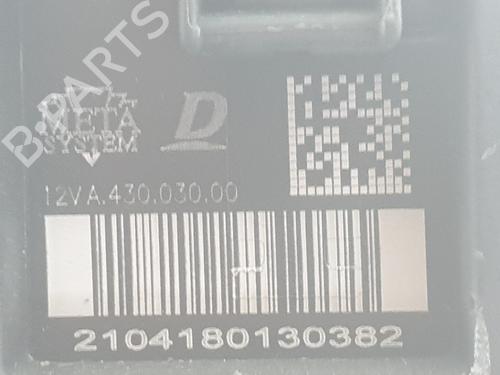 B-PARTS
META
SYSTEM
D
12V A.430.030.00
2104180130382